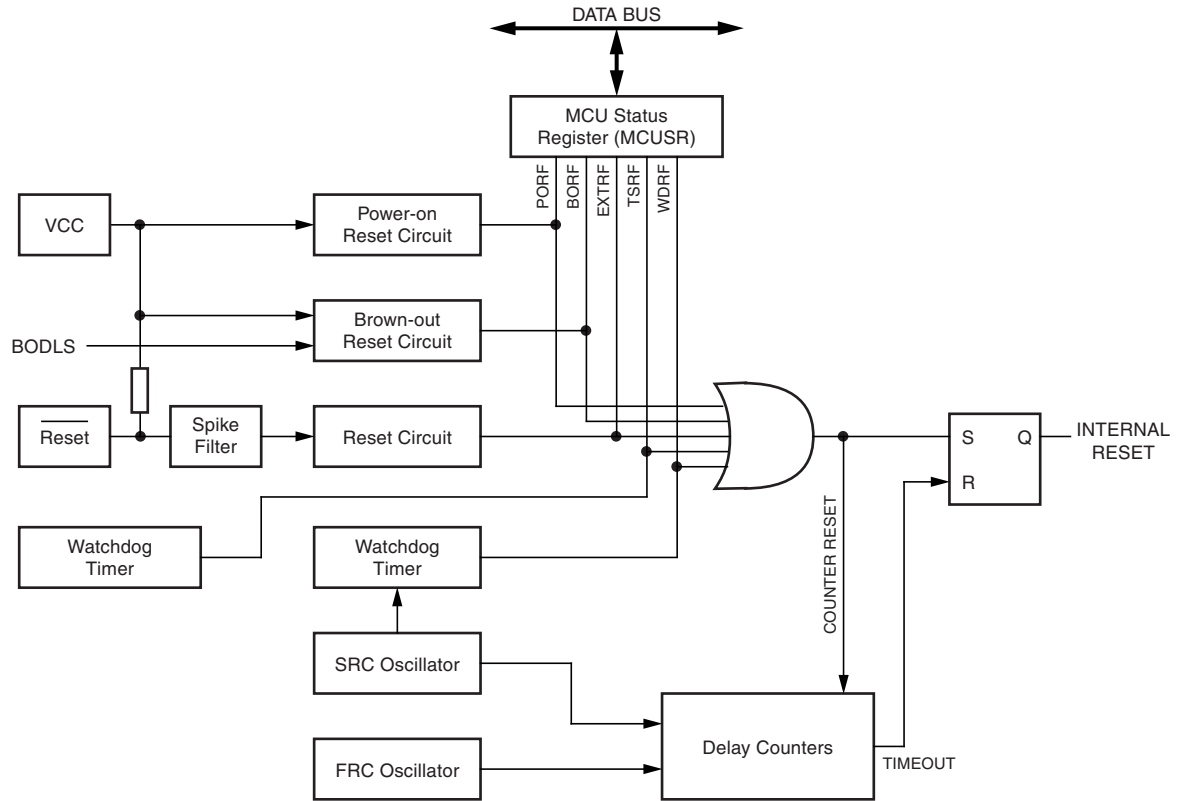 DATA BUS
MCU Status
Register (MCUSR)
PORF
BORF
EXTRF
TSRF
WDRF
VCC
Power-on
Reset Circuit
Brown-out
Reset Circuit
BODLS
Reset
Spike
Filter
Reset Circuit
S
Q
R
INTERNAL
RESET
Watchdog
Timer
Watchdog
Timer
COUNTER RESET
SRC Oscillator
Delay Counters
TIMEOUT
FRC Oscillator